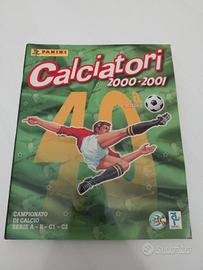 PANINI
Calciatori
2000-2001
40
CAMPIONATO
DI CALCIO
SERIE A - B - C1 - C2